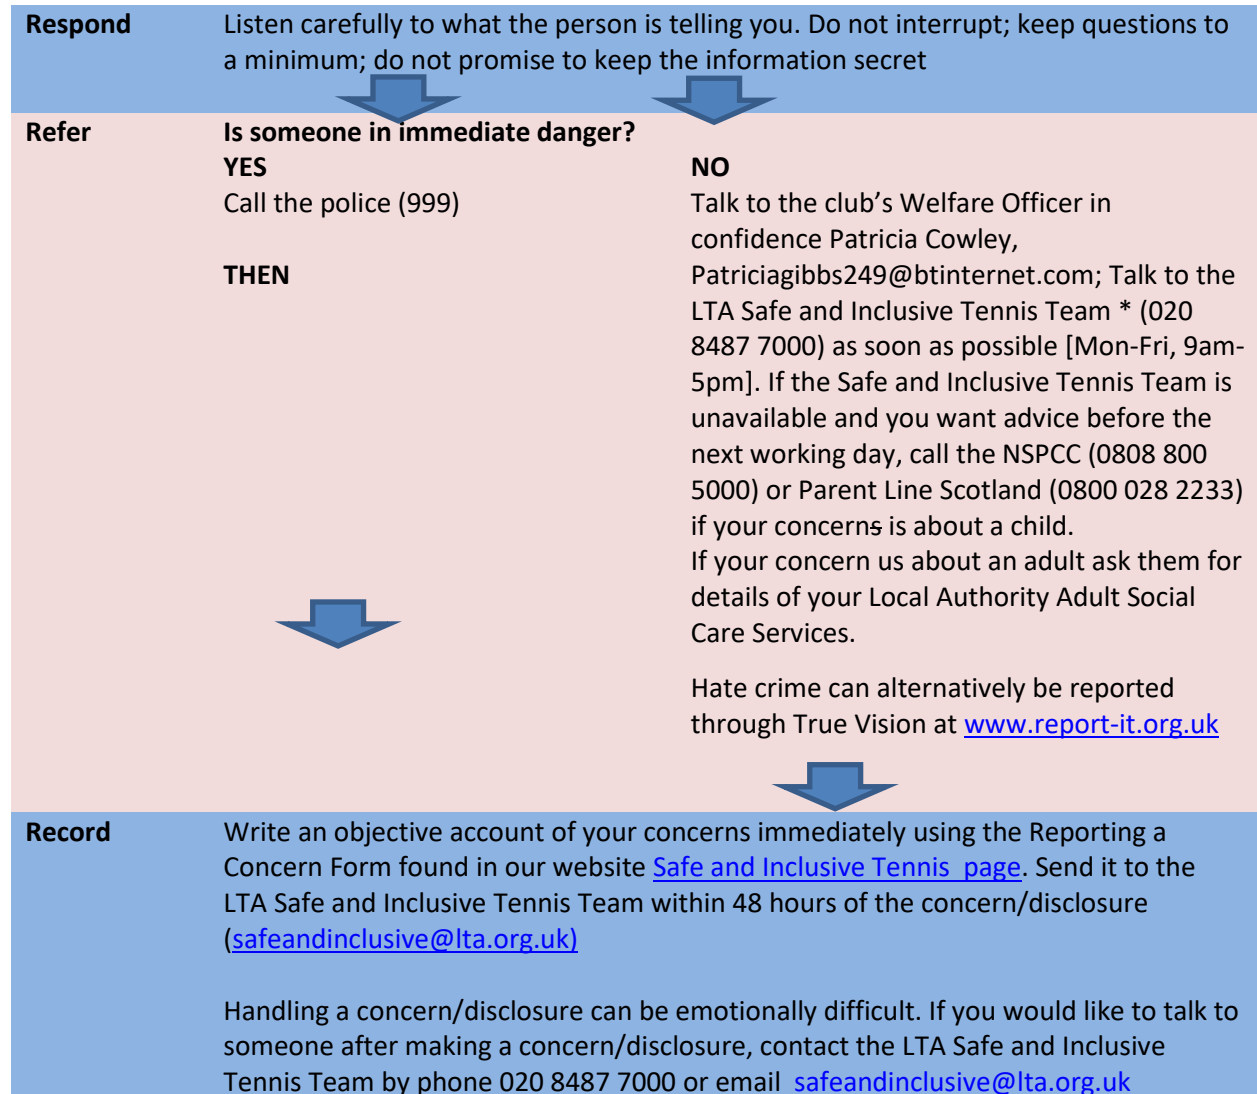 Respond Listen carefully to what the person is telling you. Do not interrupt; keep questions to
a minimum; do not promise to keep the information secret
Refer Is someone in immediate danger?
YES
Call the police (999)
THEN
NO
Talk to the club's Welfare Officer in
confidence Patricia Cowley,
Patriciagibbs249@btinternet.com; Talk to the
LTA Safe and Inclusive Tennis Team * (020
8487 7000) as soon as possible [Mon-Fri, 9am-
5pm]. If the Safe and Inclusive Tennis Team is
unavailable and you want advice before the
next working day, call the NSPCC (0808 800
5000) or Parent Line Scotland (0800 028 2233)
if your concerns is about a child.
If your concern us about an adult ask them for
details of your Local Authority Adult Social
Care Services.
Hate crime can alternatively be reported
through True Vision at www.report-it.org.uk
Record Write an objective account of your concerns immediately using the Reporting a
Concern Form found in our website Safe and Inclusive Tennis  page. Send it to the
LTA Safe and Inclusive Tennis Team within 48 hours of the concern/disclosure
(safeandinclusive@lta.org.uk)
Handling a concern/disclosure can be emotionally difficult. If you would like to talk to
someone after making a concern/disclosure, contact the LTA Safe and Inclusive
Tennis Team by phone 020 8487 7000 or email  safeandinclusive@lta.org.uk